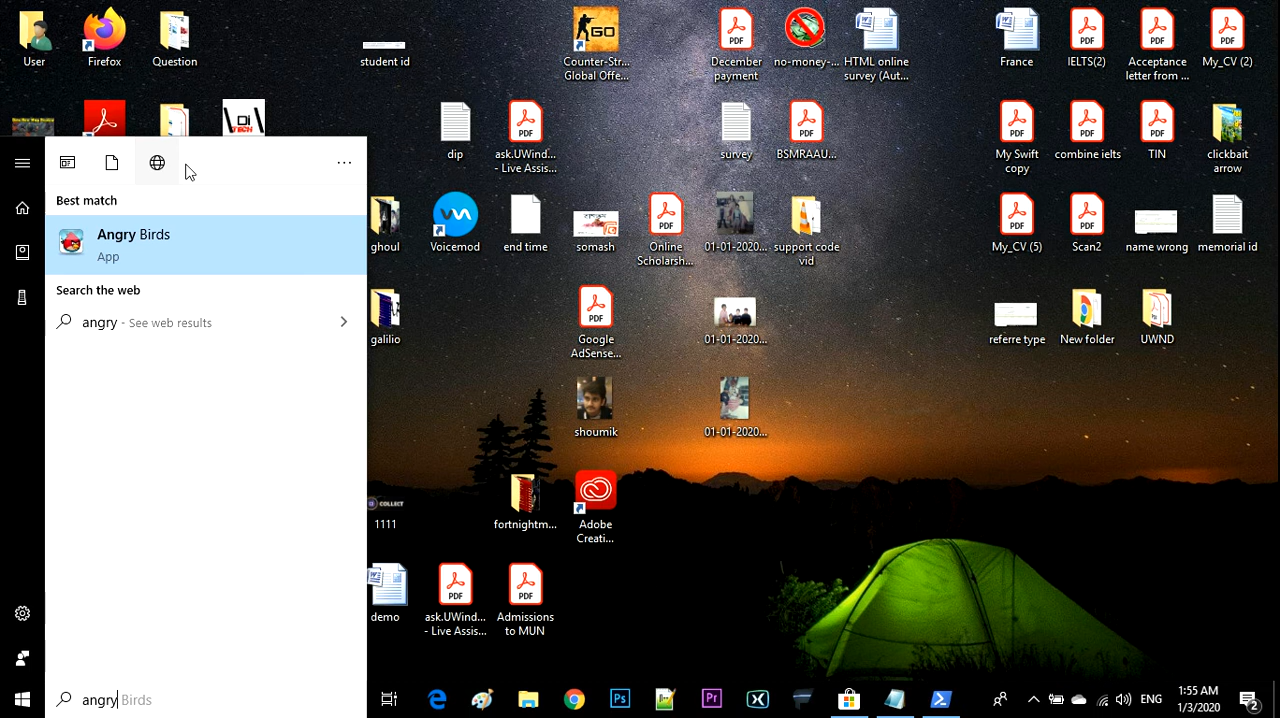 User
Firefox
Question
student id
Counter-Str...
Global Offe...
December
payment
no-money-...
HTML online
survey (Aut...
France
IELTS(2)
Acceptance
letter from ...
My_CV (2)
dip
ask.UWind...
- Live Assis...
survey
BSMRAAU...
My Swift
copy
combine ielts
TIN
clickbait
arrow
Best match
Angry Birds
App
Search the web
angry - See web results
ghoul
Voicemod
end time
somash
Online
Scholarsh...
01-01-2020...
support code
vid
My_CV (5)
Scan2
name wrong
memorial id
galilio
Google
AdSense...
01-01-2020...
referre type
New folder
UWND
shoumik
01-01-2020...
COLLECT
1111
fortnightm...
Adobe
Creati...
demo
ask.UWind...
- Live Assis...
Admissions
to MUN
angry Birds
ENG
1:55 AM
1/3/2020
2